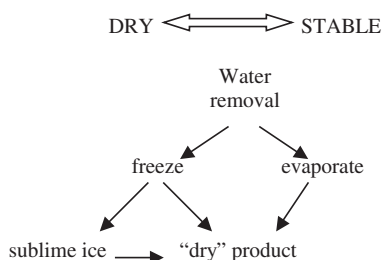 DRY STABLE
Water
removal
freeze evaporate
sublime ice “dry” product